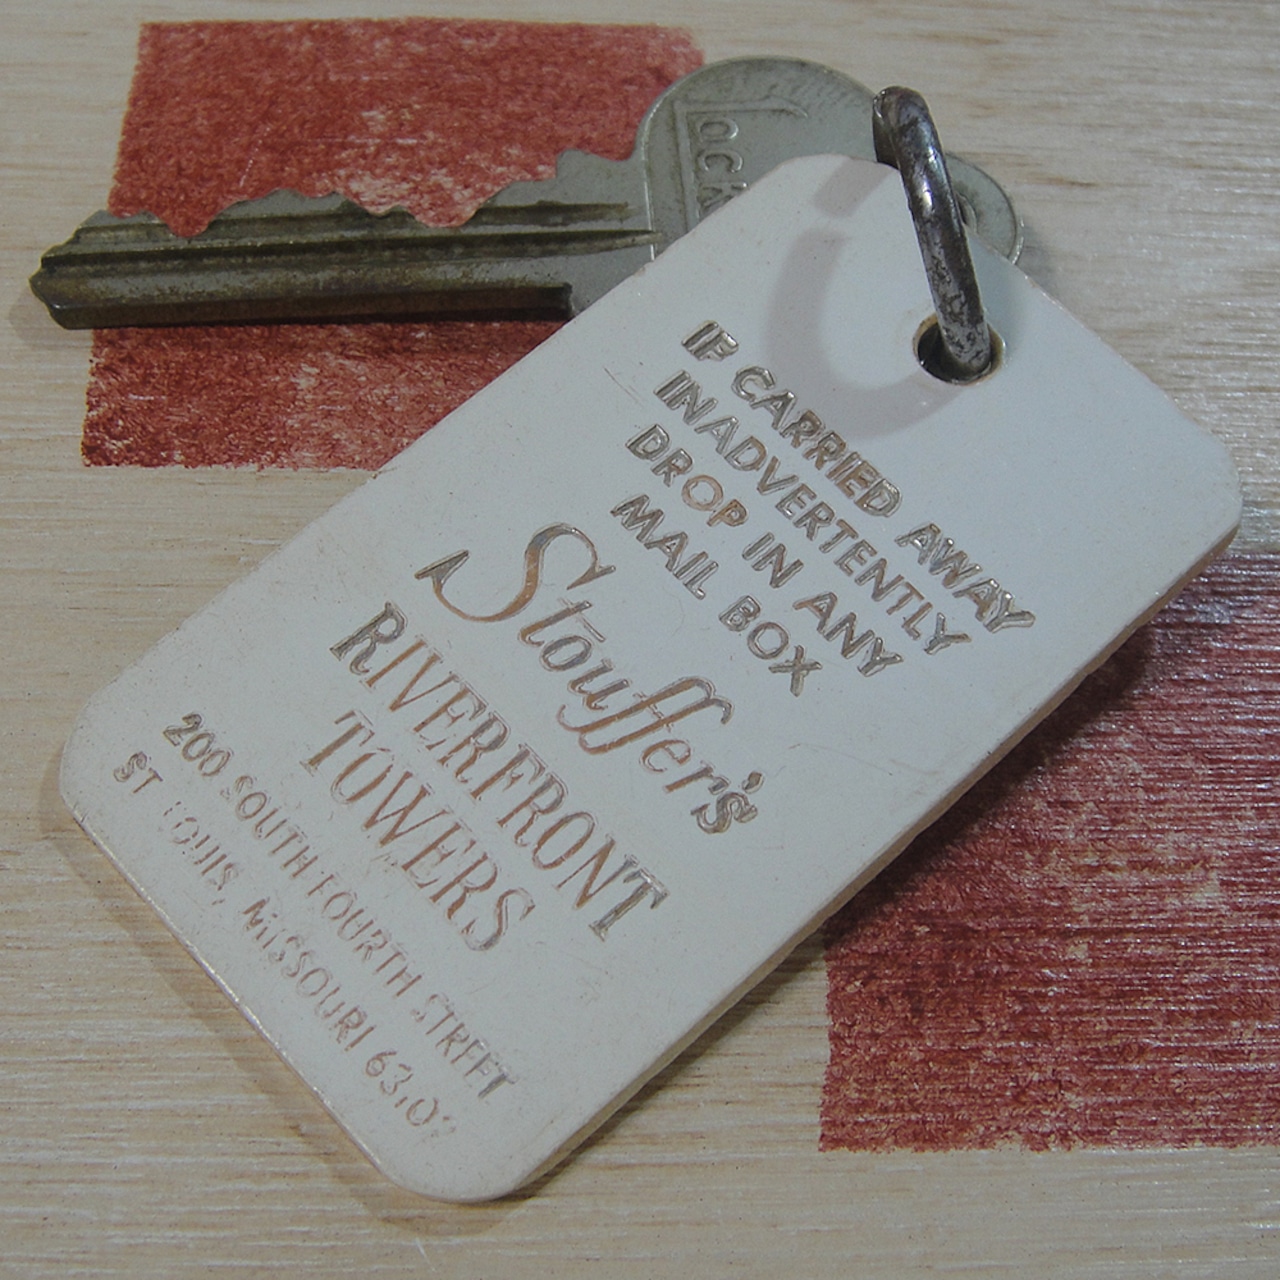 LOCK
IF CARRIED AWAY
INADVERTENTLY
DROP IN ANY
MAIL BOX
A Stouffer's
RIVERFRONT
TOWERS
200 SOUTH FOURTH STREET
ST LOUIS, MISSOURI